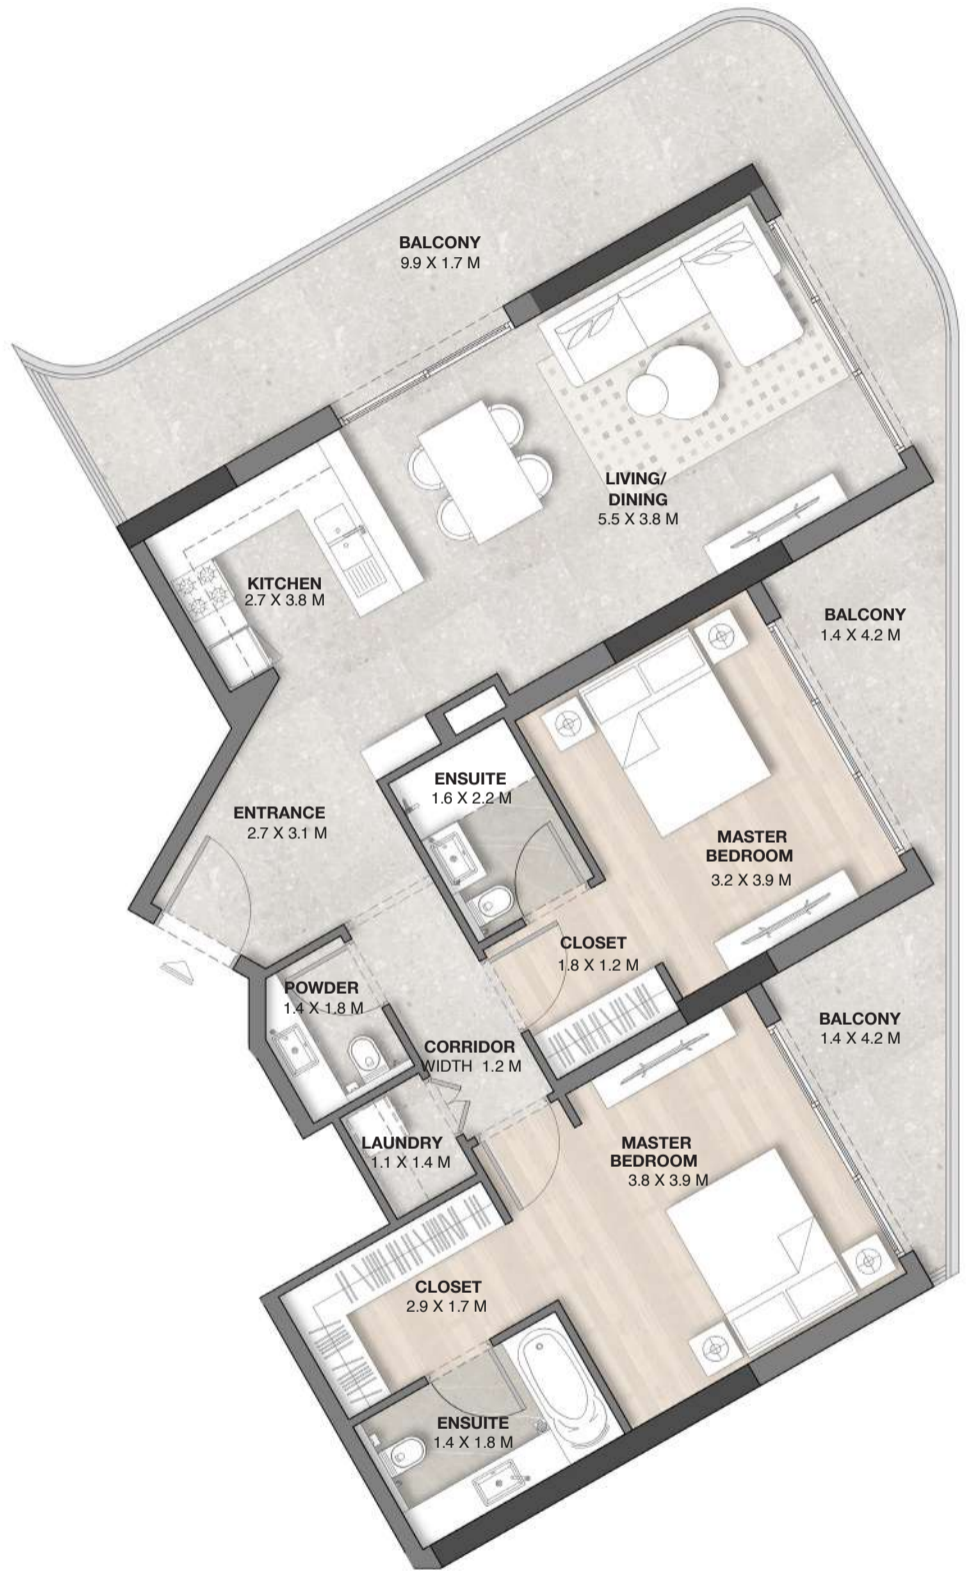 BALCONY
9.9 X 1.7 M
LIVING/
DINING
5.5 X 3.8 M
KITCHEN
2.7 X 3.8 M
BALCONY
1.4 X 4.2 M
ENSUITE
1.6 X 2.2 M
ENTRANCE
2.7 X 3.1 M
MASTER
BEDROOM
3.2 X 3.9 M
CLOSET
1.8 X 1.2 M
POWDER
1.4 X 1.8 M
BALCONY
1.4 X 4.2 M
CORRIDOR
WIDTH 1.2 M
LAUNDRY
1.1 X 1.4 M
MASTER
BEDROOM
3.8 X 3.9 M
CLOSET
2.9 X 1.7 M
ENSUITE
1.4 X 1.8 M